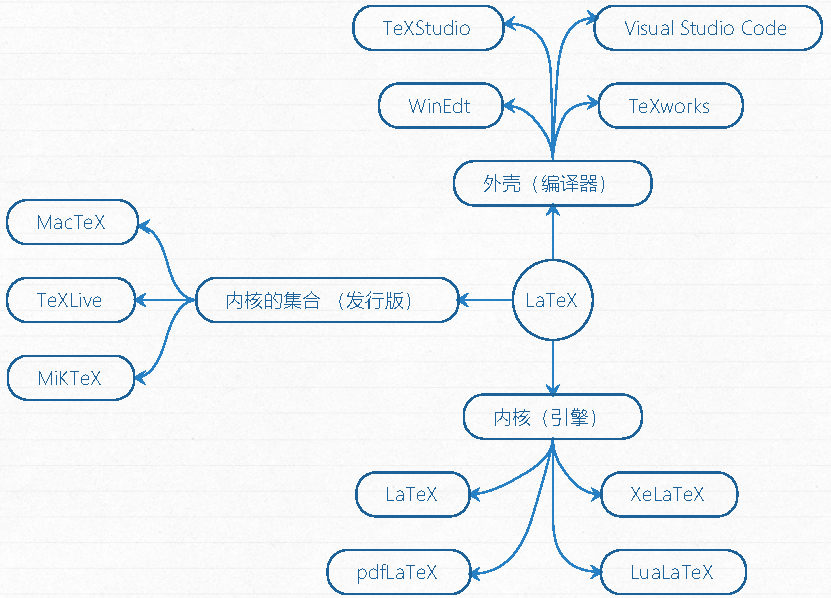 TeXStudio
Visual Studio Code
WinEdt
TeXworks
外壳（编译器）
MacTeX
TeXLive
内核的集合 （发行版）
LaTeX
MiKTeX
内核（引擎）
LaTeX
XeLaTeX
pdfLaTeX
LuaLaTeX